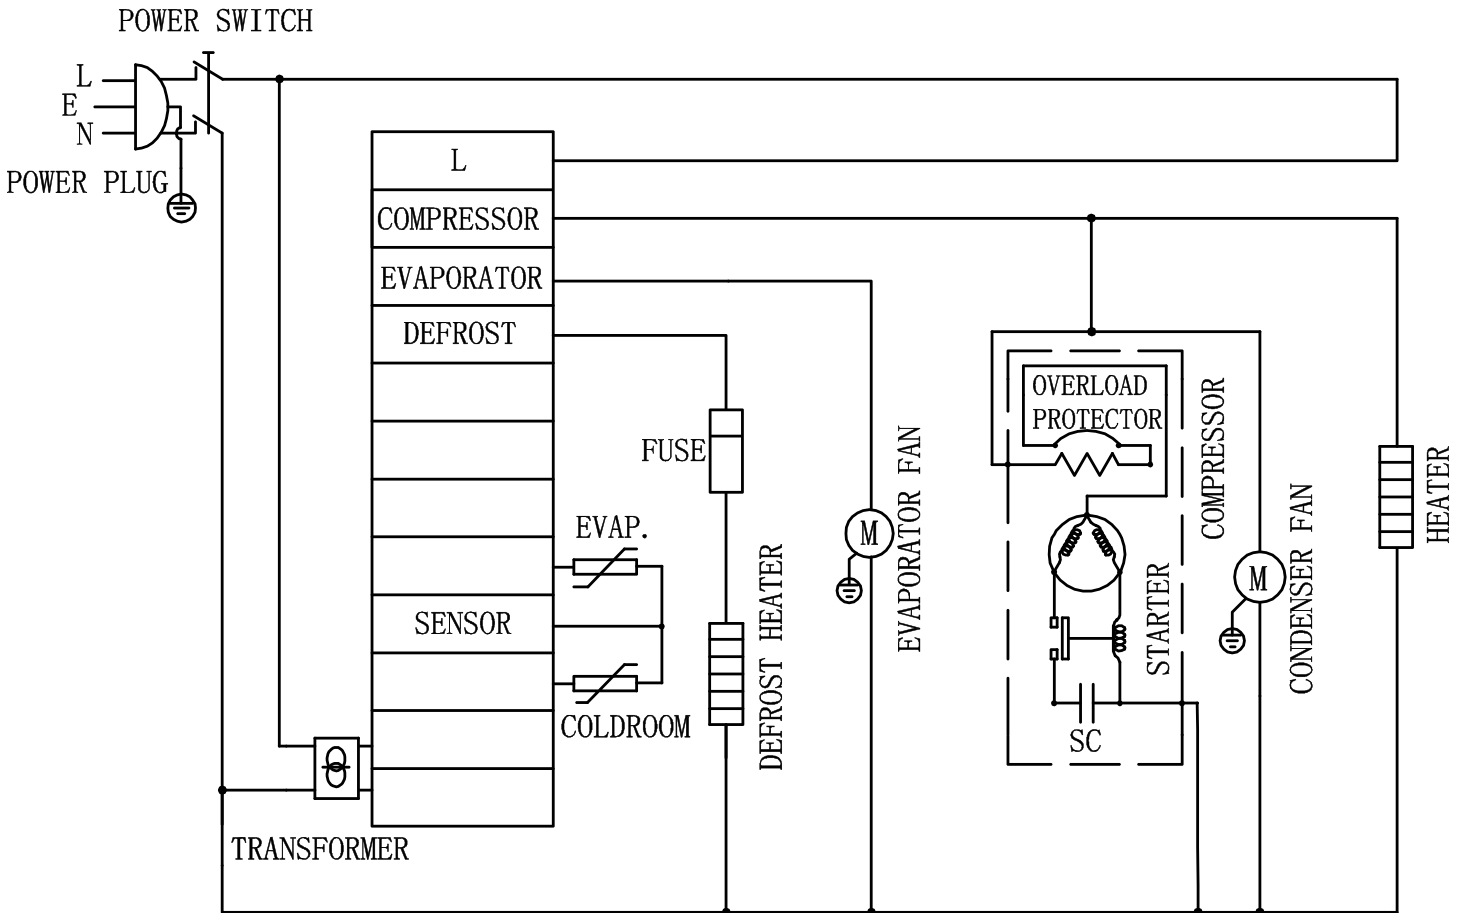 POWER SWITCH
L
E
N
POWER PLUG
L
COMPRESSOR
EVAPORATOR
DEFROST
SENSOR
FUSE
EVAP.
COLDROOM
DEFROST HEATER
M
EVAPORATOR FAN
OVERLOAD
PROTECTOR
COMPRESSOR
STARTER
SC
M
CONDENSER FAN
HEATER
TRANSFORMER